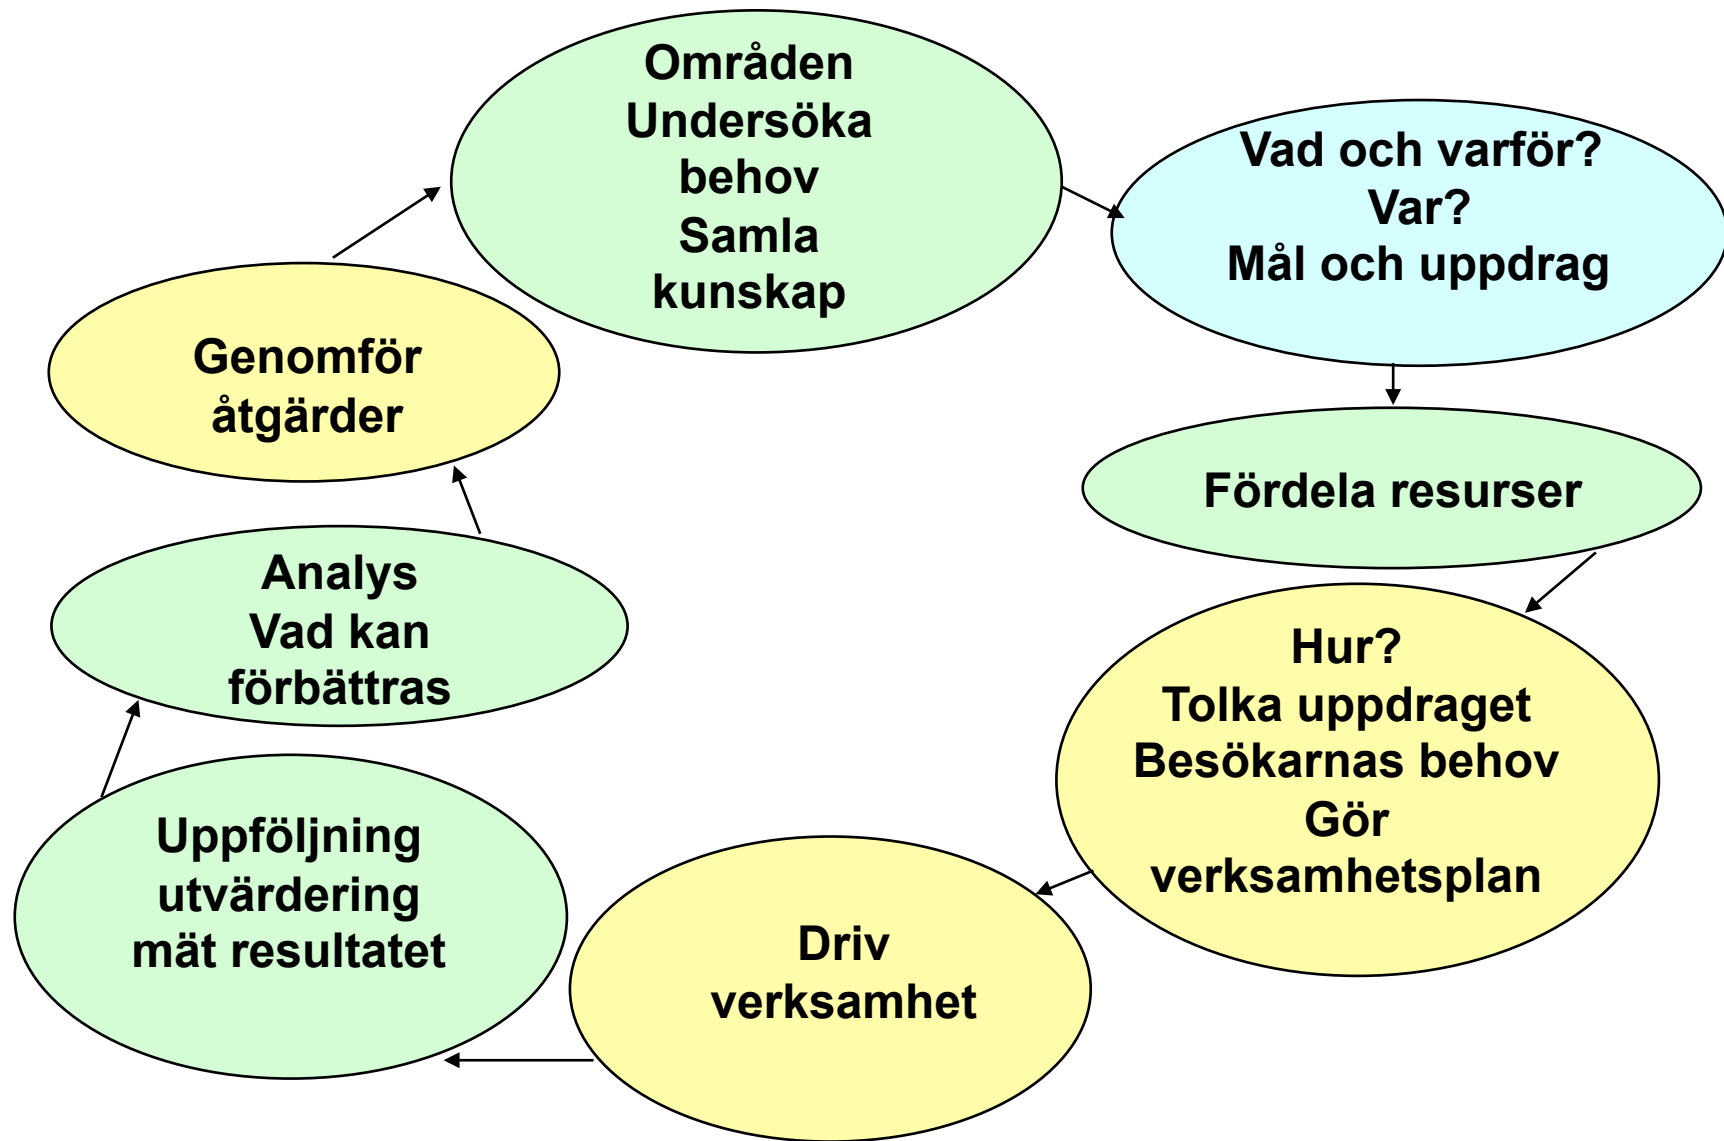 Områden
Undersöka
behov
Samla
kunskap
Vad och varför?
Var?
Mål och uppdrag
Fördela resurser
Hur?
Tolka uppdraget
Besökarnas behov
Gör
verksamhetsplan
Driv
verksamhet
Uppföljning
utvärdering
mät resultatet
Analys
Vad kan
förbättras
Genomför
åtgärder